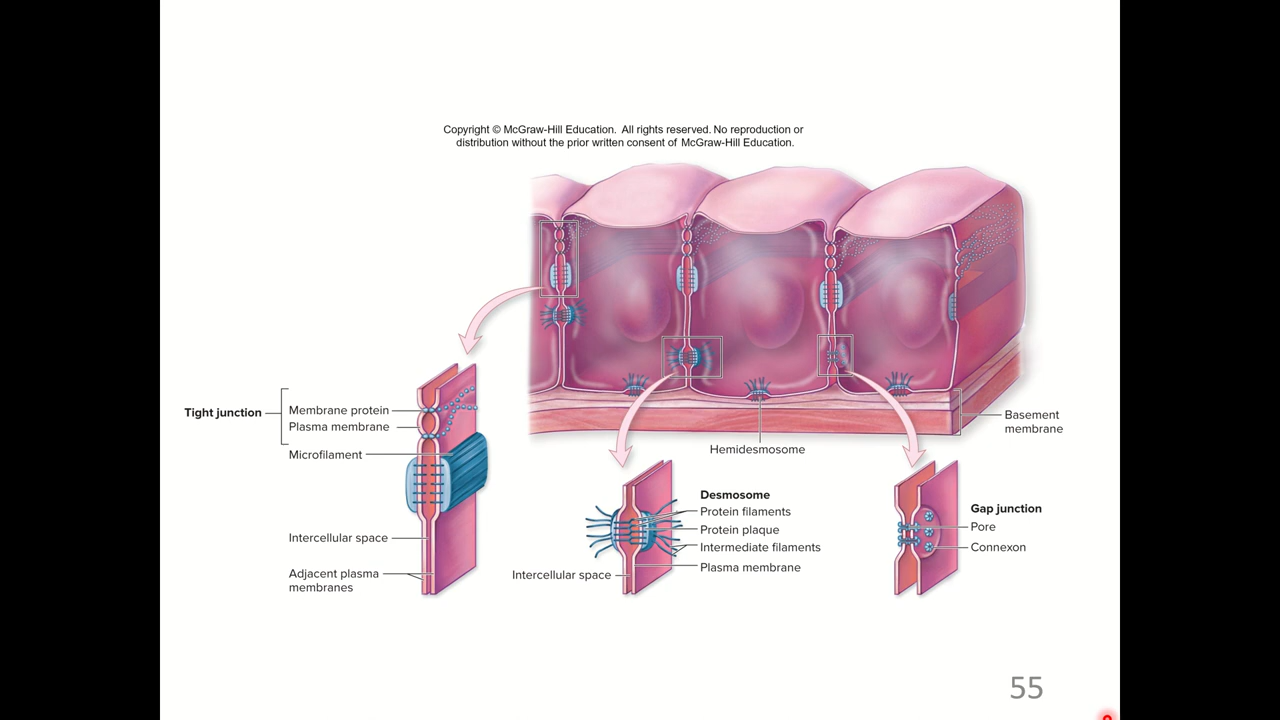 Copyright © McGraw-Hill Education. All rights reserved. No reproduction or
distribution without the prior written consent of McGraw-Hill Education.
Tight junction
Membrane protein
Plasma membrane
Microfilament
Intercellular space
Adjacent plasma
membranes
Hemidesmosome
Basement
membrane
Desmosome
Protein filaments
Protein plaque
Intermediate filaments
Plasma membrane
Intercellular space
Gap junction
Pore
Connexon
55